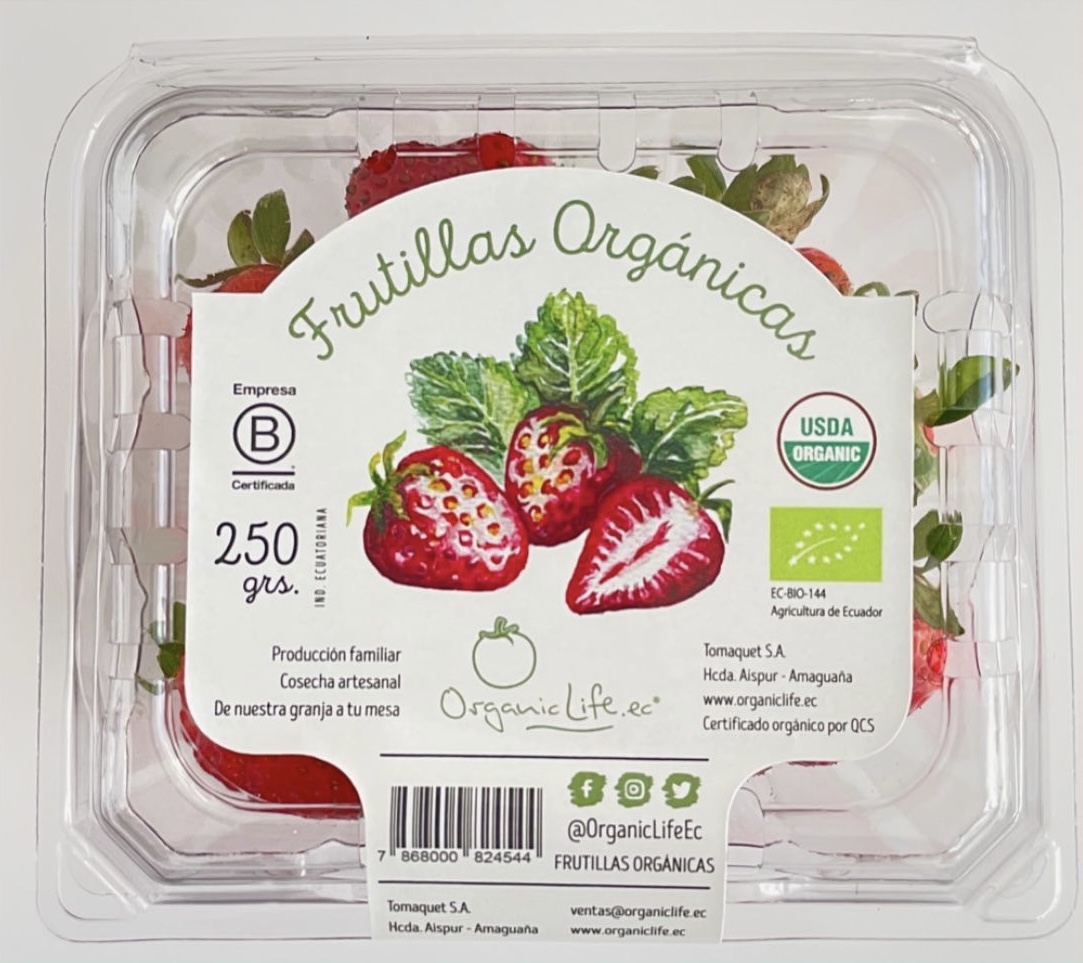 Frutillas Orgánicas
Empresa
B
Certificada
250
grs.
IND. ECUATORIANA
USDA
ORGANIC
EC-BIO-144
Agricultura de Ecuador
Producción familiar
Cosecha artesanal
De nuestra granja a tu mesa
OrganicLife.ec
Tomaquet S.A.
Hcda. Aispur - Amaguaña
www.organiclife.ec
Certificado orgánico por QCS
7 868000 824544
@OrganicLifeEc
FRUTILLAS ORGÁNICAS
Tomaquet S.A.
Hcda. Aispur - Amaguaña
ventas@organiclife.ec
www.organiclife.ec